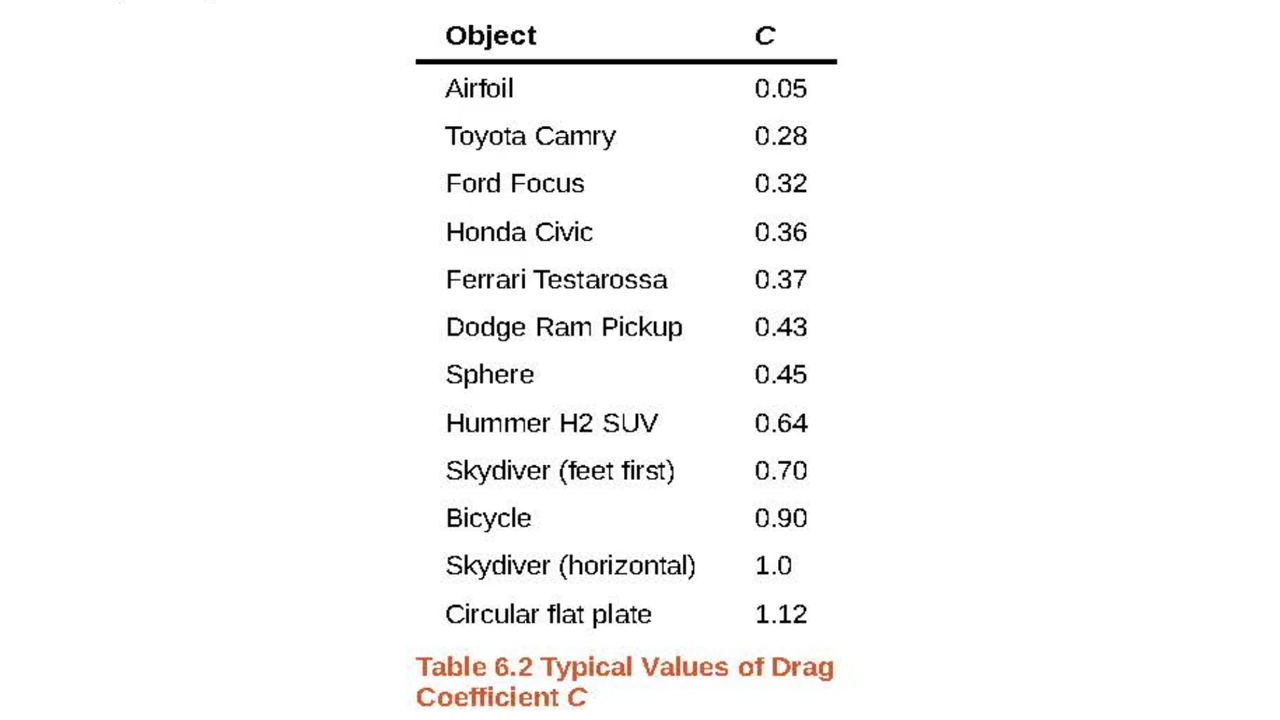 Object C
Airfoil 0.05
Toyota Camry 0.28
Ford Focus 0.32
Honda Civic 0.36
Ferrari Testarossa 0.37
Dodge Ram Pickup 0.43
Sphere 0.45
Hummer H2 SUV 0.64
Skydiver (feet first) 0.70
Bicycle 0.90
Skydiver (horizontal) 1.0
Circular flat plate 1.12
Table 6.2 Typical Values of Drag
Coefficient C